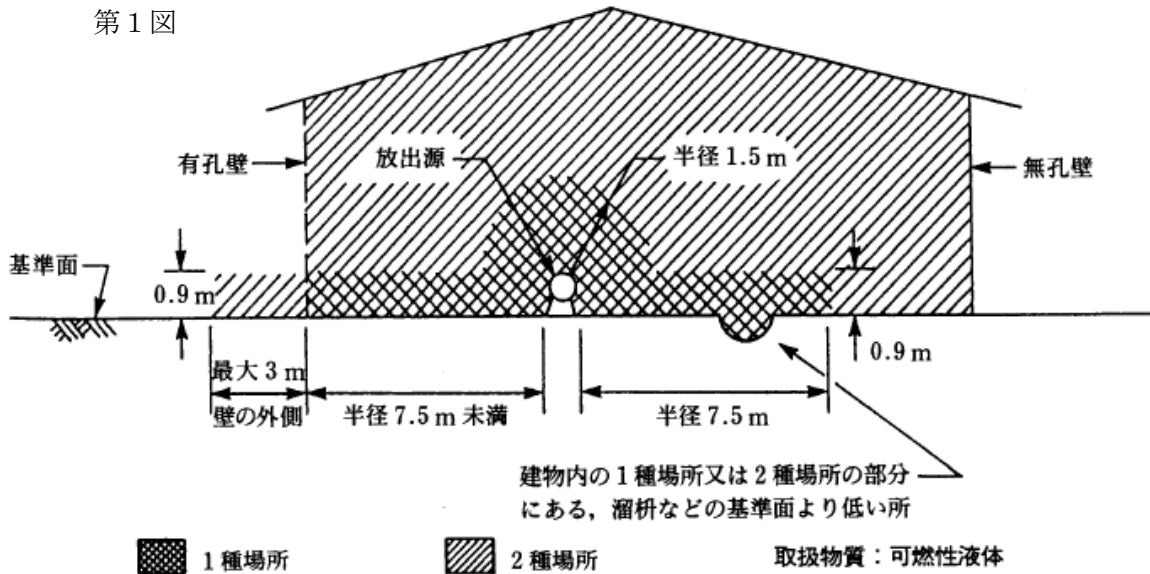 第1図
有孔壁
放出源
半径 1.5 m
無孔壁
基準面
0.9 m
0.9 m
最大 3 m
壁の外側
半径 7.5 m 未満
半径 7.5 m
建物内の1種場所又は2種場所の部分
にある，溜枡などの基準面より低い所
1種場所
2種場所
取扱物質：可燃性液体